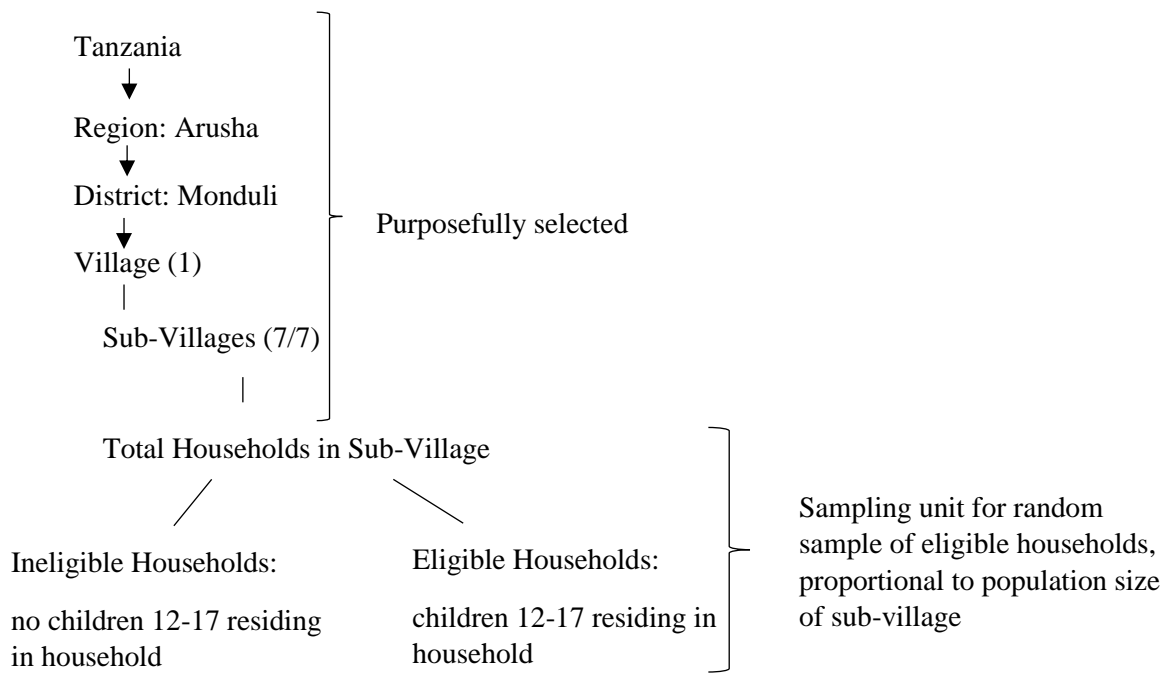 Tanzania
Region: Arusha
District: Monduli
Village (1)
Sub-Villages (7/7)
Purposefully selected
Total Households in Sub-Village
Ineligible Households:
no children 12-17 residing
in household
Eligible Households:
children 12-17 residing in
household
Sampling unit for random
sample of eligible households,
proportional to population size
of sub-village